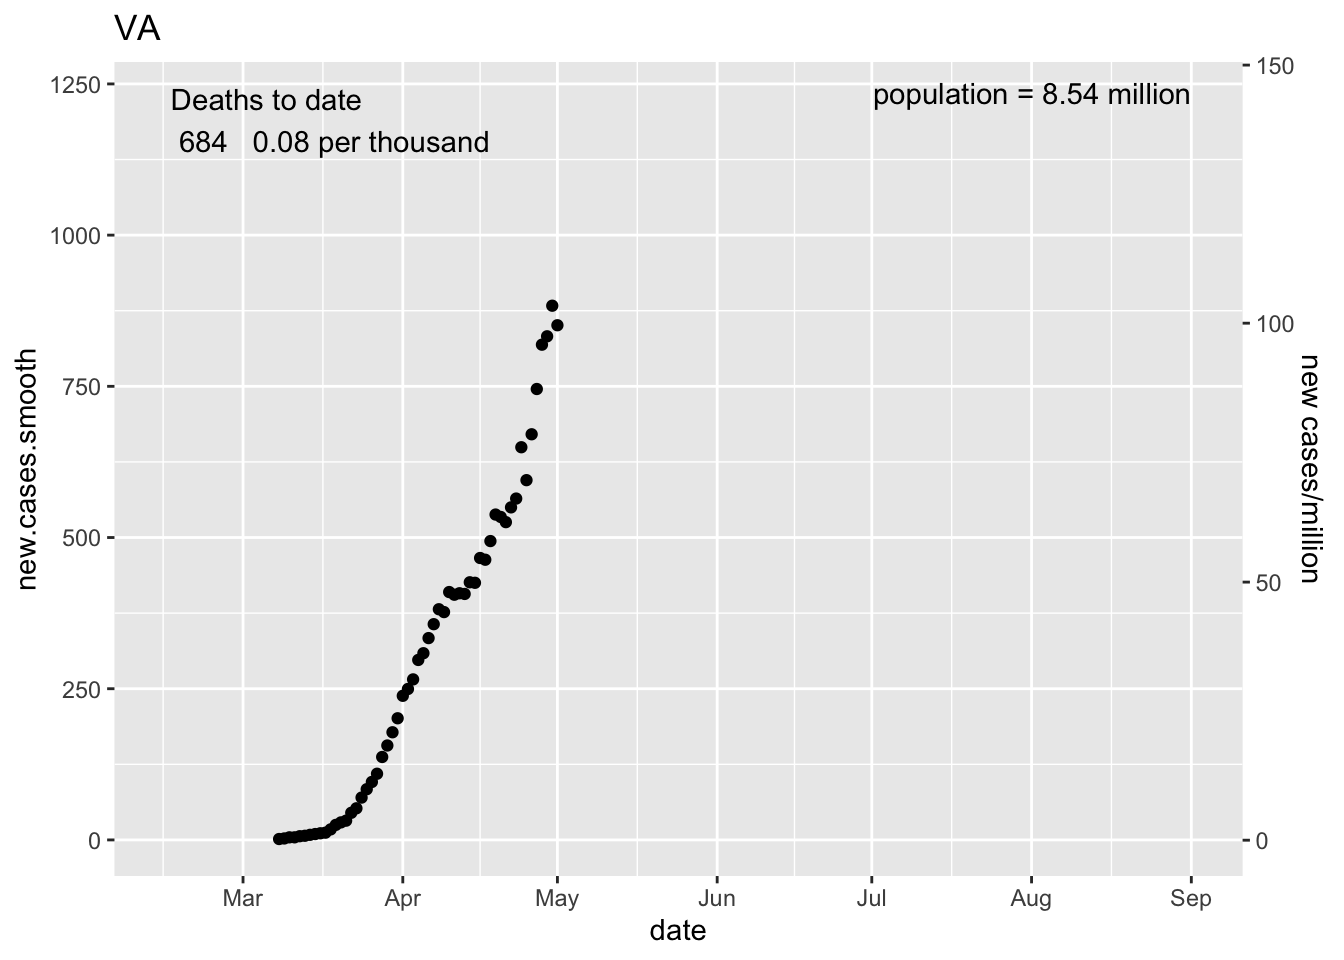 VA
Deaths to date
684 0.08 per thousand
population = 8.54 million
new.cases.smooth
1250
1000
750
500
250
0
150
100
50
0
new cases/million
Mar Apr May Jun Jul Aug Sep
date